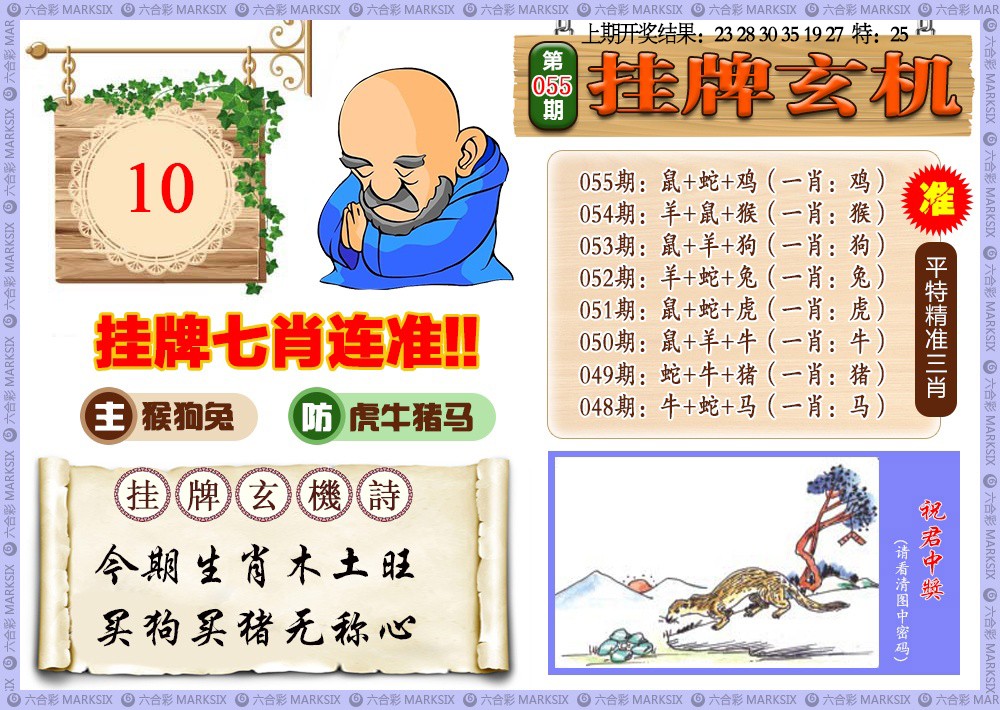 六合彩 MARKSIX
上期开奖结果：23 28 30 35 19 27 特：25
第
055
期
挂牌玄机
10
挂牌七肖连准!!
主 猴狗兔
防 虎牛猪马
挂牌玄機詩
今期生肖木土旺
买狗买猪无称心
055期：鼠+蛇+鸡（一肖：鸡）
054期：羊+鼠+猴（一肖：猴）
053期：鼠+羊+狗（一肖：狗）
052期：羊+蛇+兔（一肖：兔）
051期：鼠+蛇+虎（一肖：虎）
050期：鼠+羊+牛（一肖：牛）
049期：蛇+牛+猪（一肖：猪）
048期：牛+蛇+马（一肖：马）
准
平特精准三肖
祝君中獎
（请看清图中密码）